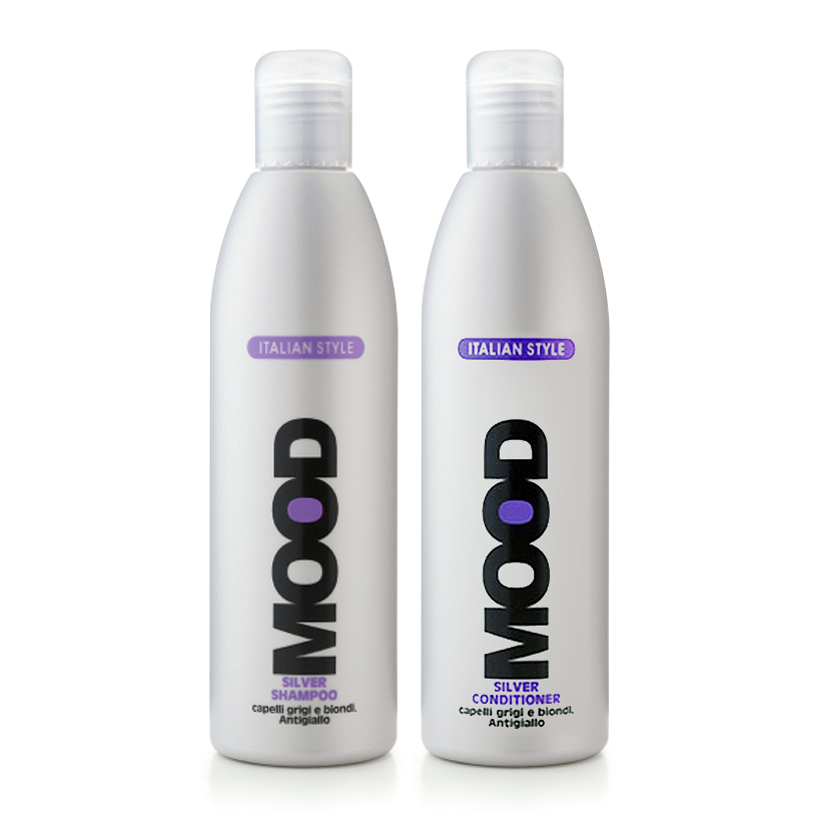 ITALIAN STYLE
MOOD
SILVER
SHAMPOO
capelli grigi e biondi.
Antigiallo
ITALIAN STYLE
MOOD
SILVER
CONDITIONER
capelli grigi e biondi.
Antigiallo